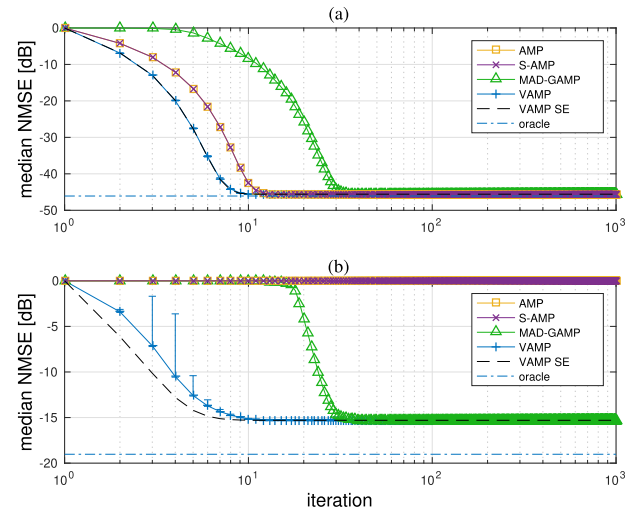 (a)
median NMSE [dB]
0
-10
-20
-30
-40
-50
10^0
10^1
10^2
10^3
AMP
S-AMP
MAD-GAMP
VAMP
VAMP SE
oracle
(b)
median NMSE [dB]
0
-5
-10
-15
-20
10^0
10^1
10^2
10^3
AMP
S-AMP
MAD-GAMP
VAMP
VAMP SE
oracle
iteration